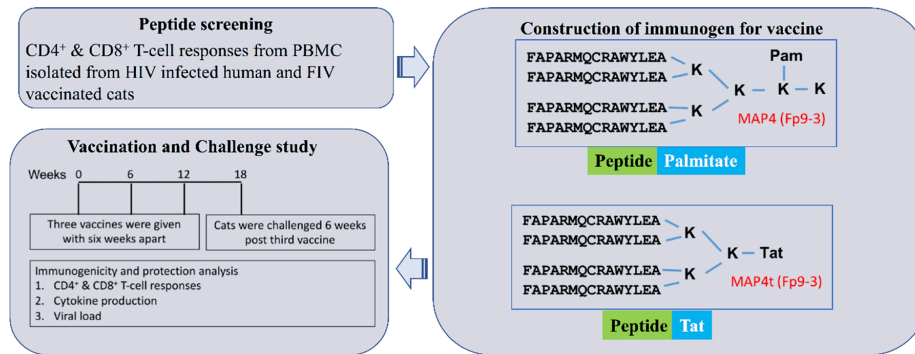 Peptide screening
CD4⁺ & CD8⁺ T-cell responses from PBMC
isolated from HIV infected human and FIV
vaccinated cats
Construction of immunogen for vaccine
FAPARMQCRAWYLEA
FAPARMQCRAWYLEA
FAPARMQCRAWYLEA
FAPARMQCRAWYLEA
K
K
K
Pam
K
K
MAP4 (Fp9-3)
Peptide Palmitate
FAPARMQCRAWYLEA
FAPARMQCRAWYLEA
FAPARMQCRAWYLEA
FAPARMQCRAWYLEA
K
K
K
Tat
MAP4t (Fp9-3)
Peptide Tat
Vaccination and Challenge study
Weeks 0 6 12 18
Three vaccines were given
with six weeks apart
Cats were challenged 6 weeks
post third vaccine
Immunogenicity and protection analysis
1. CD4⁺ & CD8⁺ T-cell responses
2. Cytokine production
3. Viral load